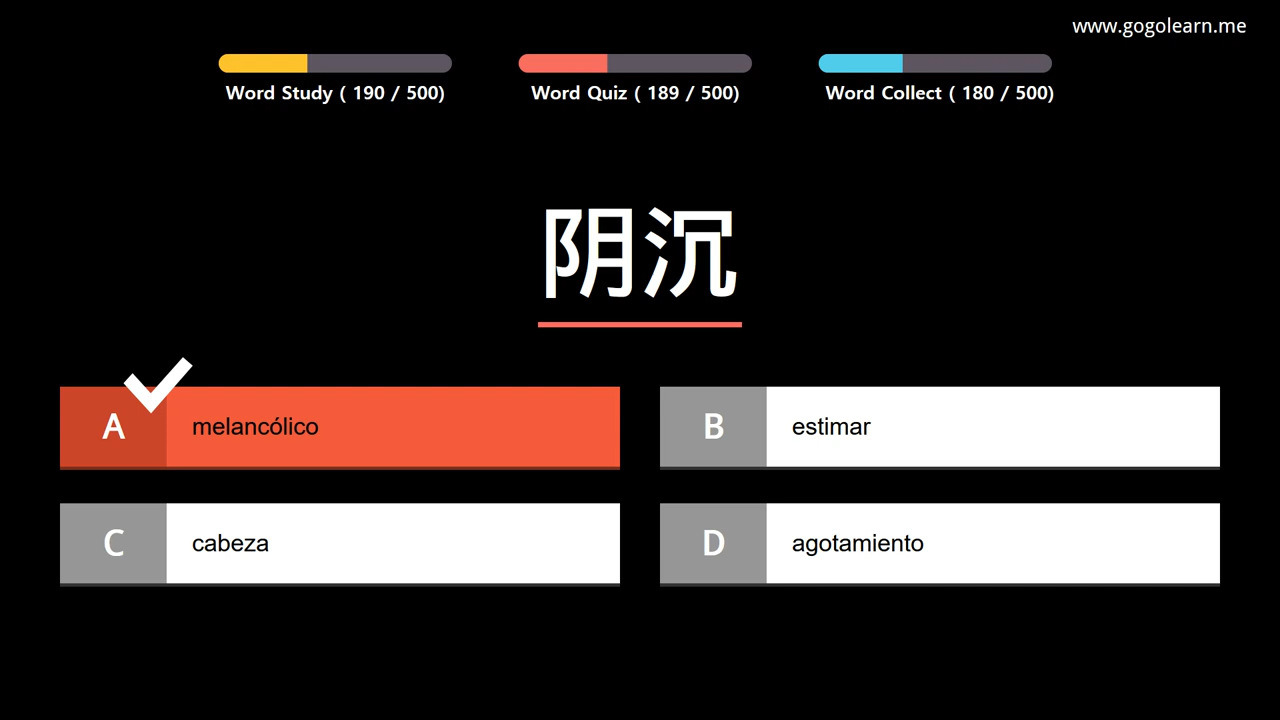 www.gogolearn.me
Word Study ( 190 / 500)
Word Quiz ( 189 / 500)
Word Collect ( 180 / 500)
阴沉
A melancólico
B estimar
C cabeza
D agotamiento